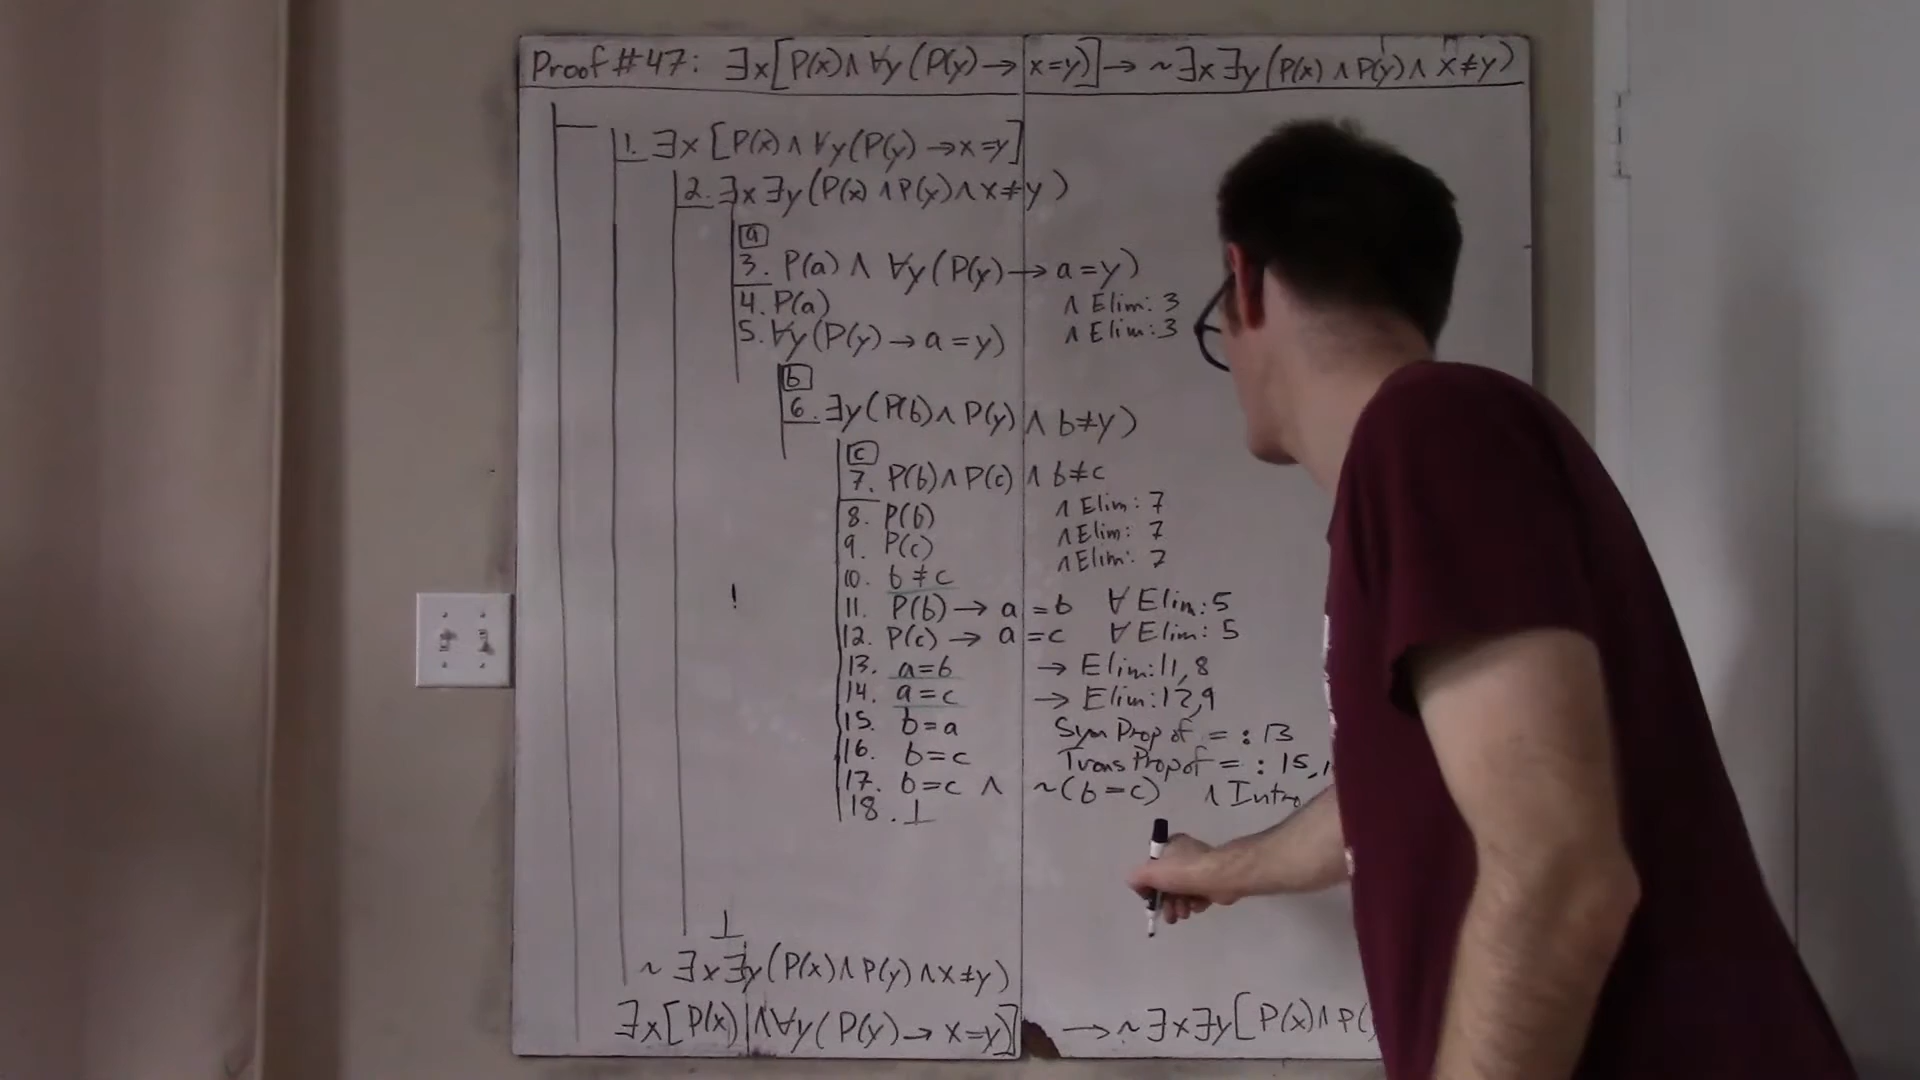 Proof #47: ∃x[P(x)∧∀y(P(y)→x=y)]→~∃x∃y(P(x)∧P(y)∧x≠y)
1. ∃x[P(x)∧∀y(P(y)→x=y]
2. ∃x∃y(P(x)∧P(y)∧x≠y)
a
3. P(a)∧∀y(P(y)→a=y)
4. P(a) ∧ Elim: 3
5. ∀y(P(y)→a=y) ∧ Elim: 3
b
6. ∃y(P(b)∧P(y)∧b≠y)
c
7. P(b)∧P(c)∧b≠c
8. P(b) ∧ Elim: 7
9. P(c) ∧ Elim: 7
10. b≠c ∧ Elim: 7
11. P(b)→a=b ∀ Elim: 5
12. P(c)→a=c ∀ Elim: 5
13. a=b → Elim: 11, 8
14. a=c → Elim: 12, 9
15. b=a Sym Prop of = : 13
16. b=c Trans Prop of = : 15,
17. b=c ∧ ~(b=c) ∧ Intro
18. ⊥
⊥
~∃x∃y(P(x)∧P(y)∧x≠y)
∃x[P(x)∧∀y(P(y)→x=y)]→~∃x∃y[P(x)∧P(